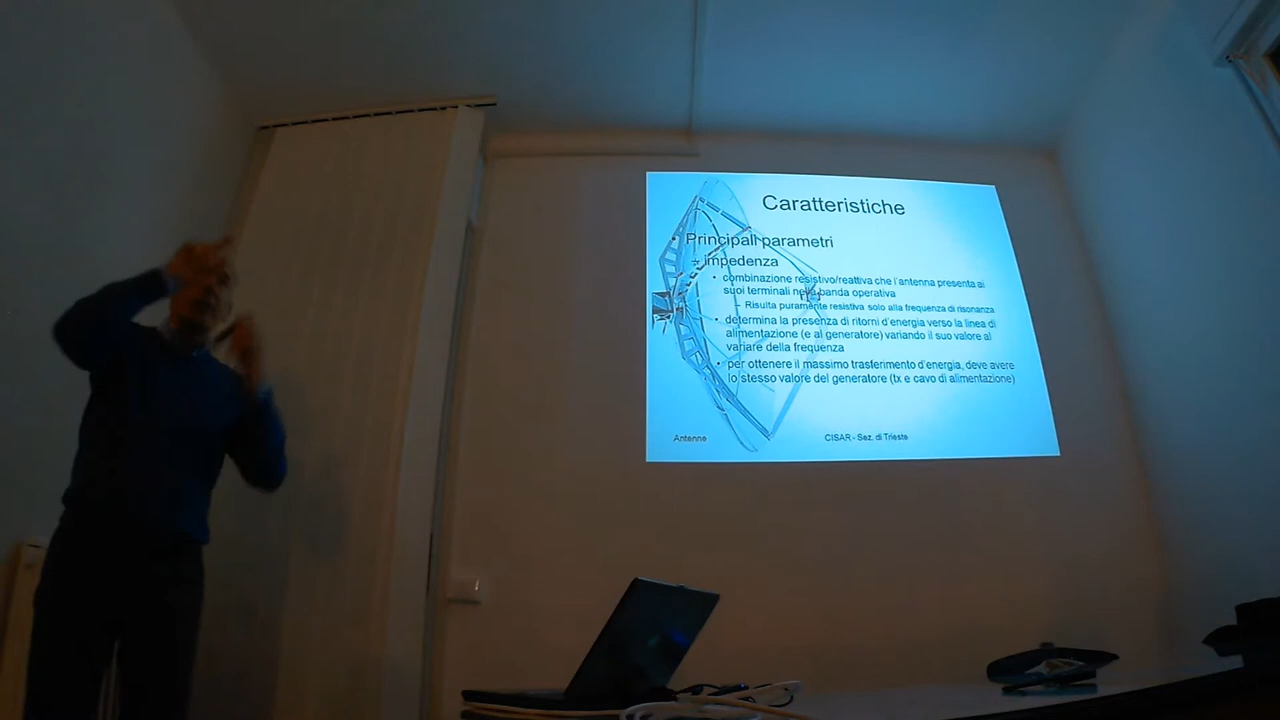 Caratteristiche
• Principali parametri
– impedenza
• combinazione resistivo/reattiva che l'antenna presenta ai
suoi terminali nella banda operativa
– Risulta puramente resistiva solo alla frequenza di risonanza
• determina la presenza di ritorni d'energia verso la linea di
alimentazione (e al generatore) variando il suo valore al
variare della frequenza
• per ottenere il massimo trasferimento d'energia, deve avere
lo stesso valore del generatore (tx e cavo di alimentazione)
Antenne
CISAR - Sez. di Trieste